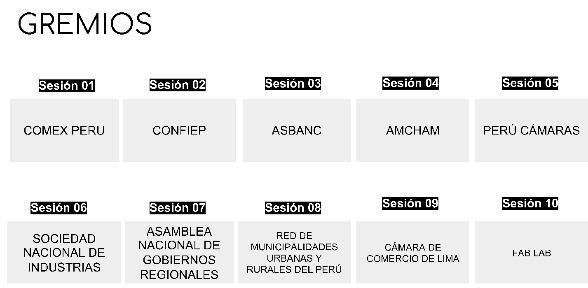 GREMIOS
Sesión 01
Sesión 02
Sesión 03
Sesión 04
Sesión 05
COMEX PERU
CONFIEP
ASBANC
AMCHAM
PERÚ CÁMARAS
Sesión 06
Sesión 07
Sesión 08
Sesión 09
Sesión 10
SOCIEDAD
NACIONAL DE
INDUSTRIAS
ASAMBLEA
NACIONAL DE
GOBIERNOS
REGIONALES
RED DE
MUNICIPALIDADES
URBANAS Y
RURALES DEL PERÚ
CÁMARA DE
COMERCIO DE LIMA
FAB LAB